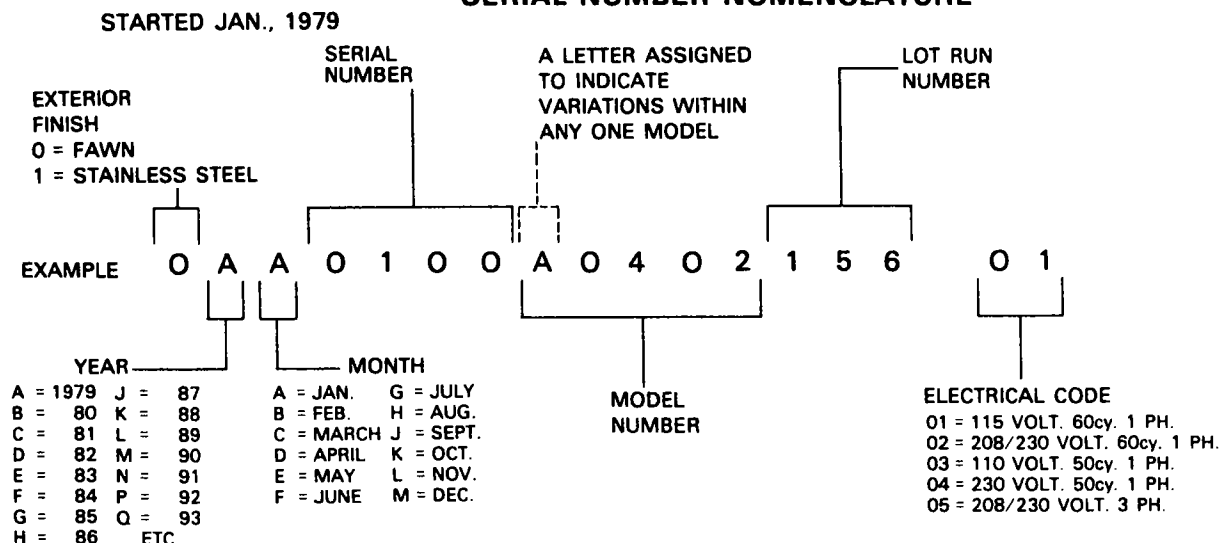 SERIAL NUMBER NOMENCLATURE
STARTED JAN., 1979
SERIAL
NUMBER
A LETTER ASSIGNED
TO INDICATE
VARIATIONS WITHIN
ANY ONE MODEL
LOT RUN
NUMBER
EXTERIOR
FINISH
0 = FAWN
1 = STAINLESS STEEL
EXAMPLE O A A O 1 O O A O 4 O 2 1 5 6 O 1
YEAR
A = 1979 J = 87
B = 80 K = 88
C = 81 L = 89
D = 82 M = 90
E = 83 N = 91
F = 84 P = 92
G = 85 Q = 93
H = 86 ETC
MONTH
A = JAN. G = JULY
B = FEB. H = AUG.
C = MARCH J = SEPT.
D = APRIL K = OCT.
E = MAY L = NOV.
F = JUNE M = DEC.
MODEL
NUMBER
ELECTRICAL CODE
01 = 115 VOLT. 60cy. 1 PH.
02 = 208/230 VOLT. 60cy. 1 PH.
03 = 110 VOLT. 50cy. 1 PH.
04 = 230 VOLT. 50cy. 1 PH.
05 = 208/230 VOLT. 3 PH.